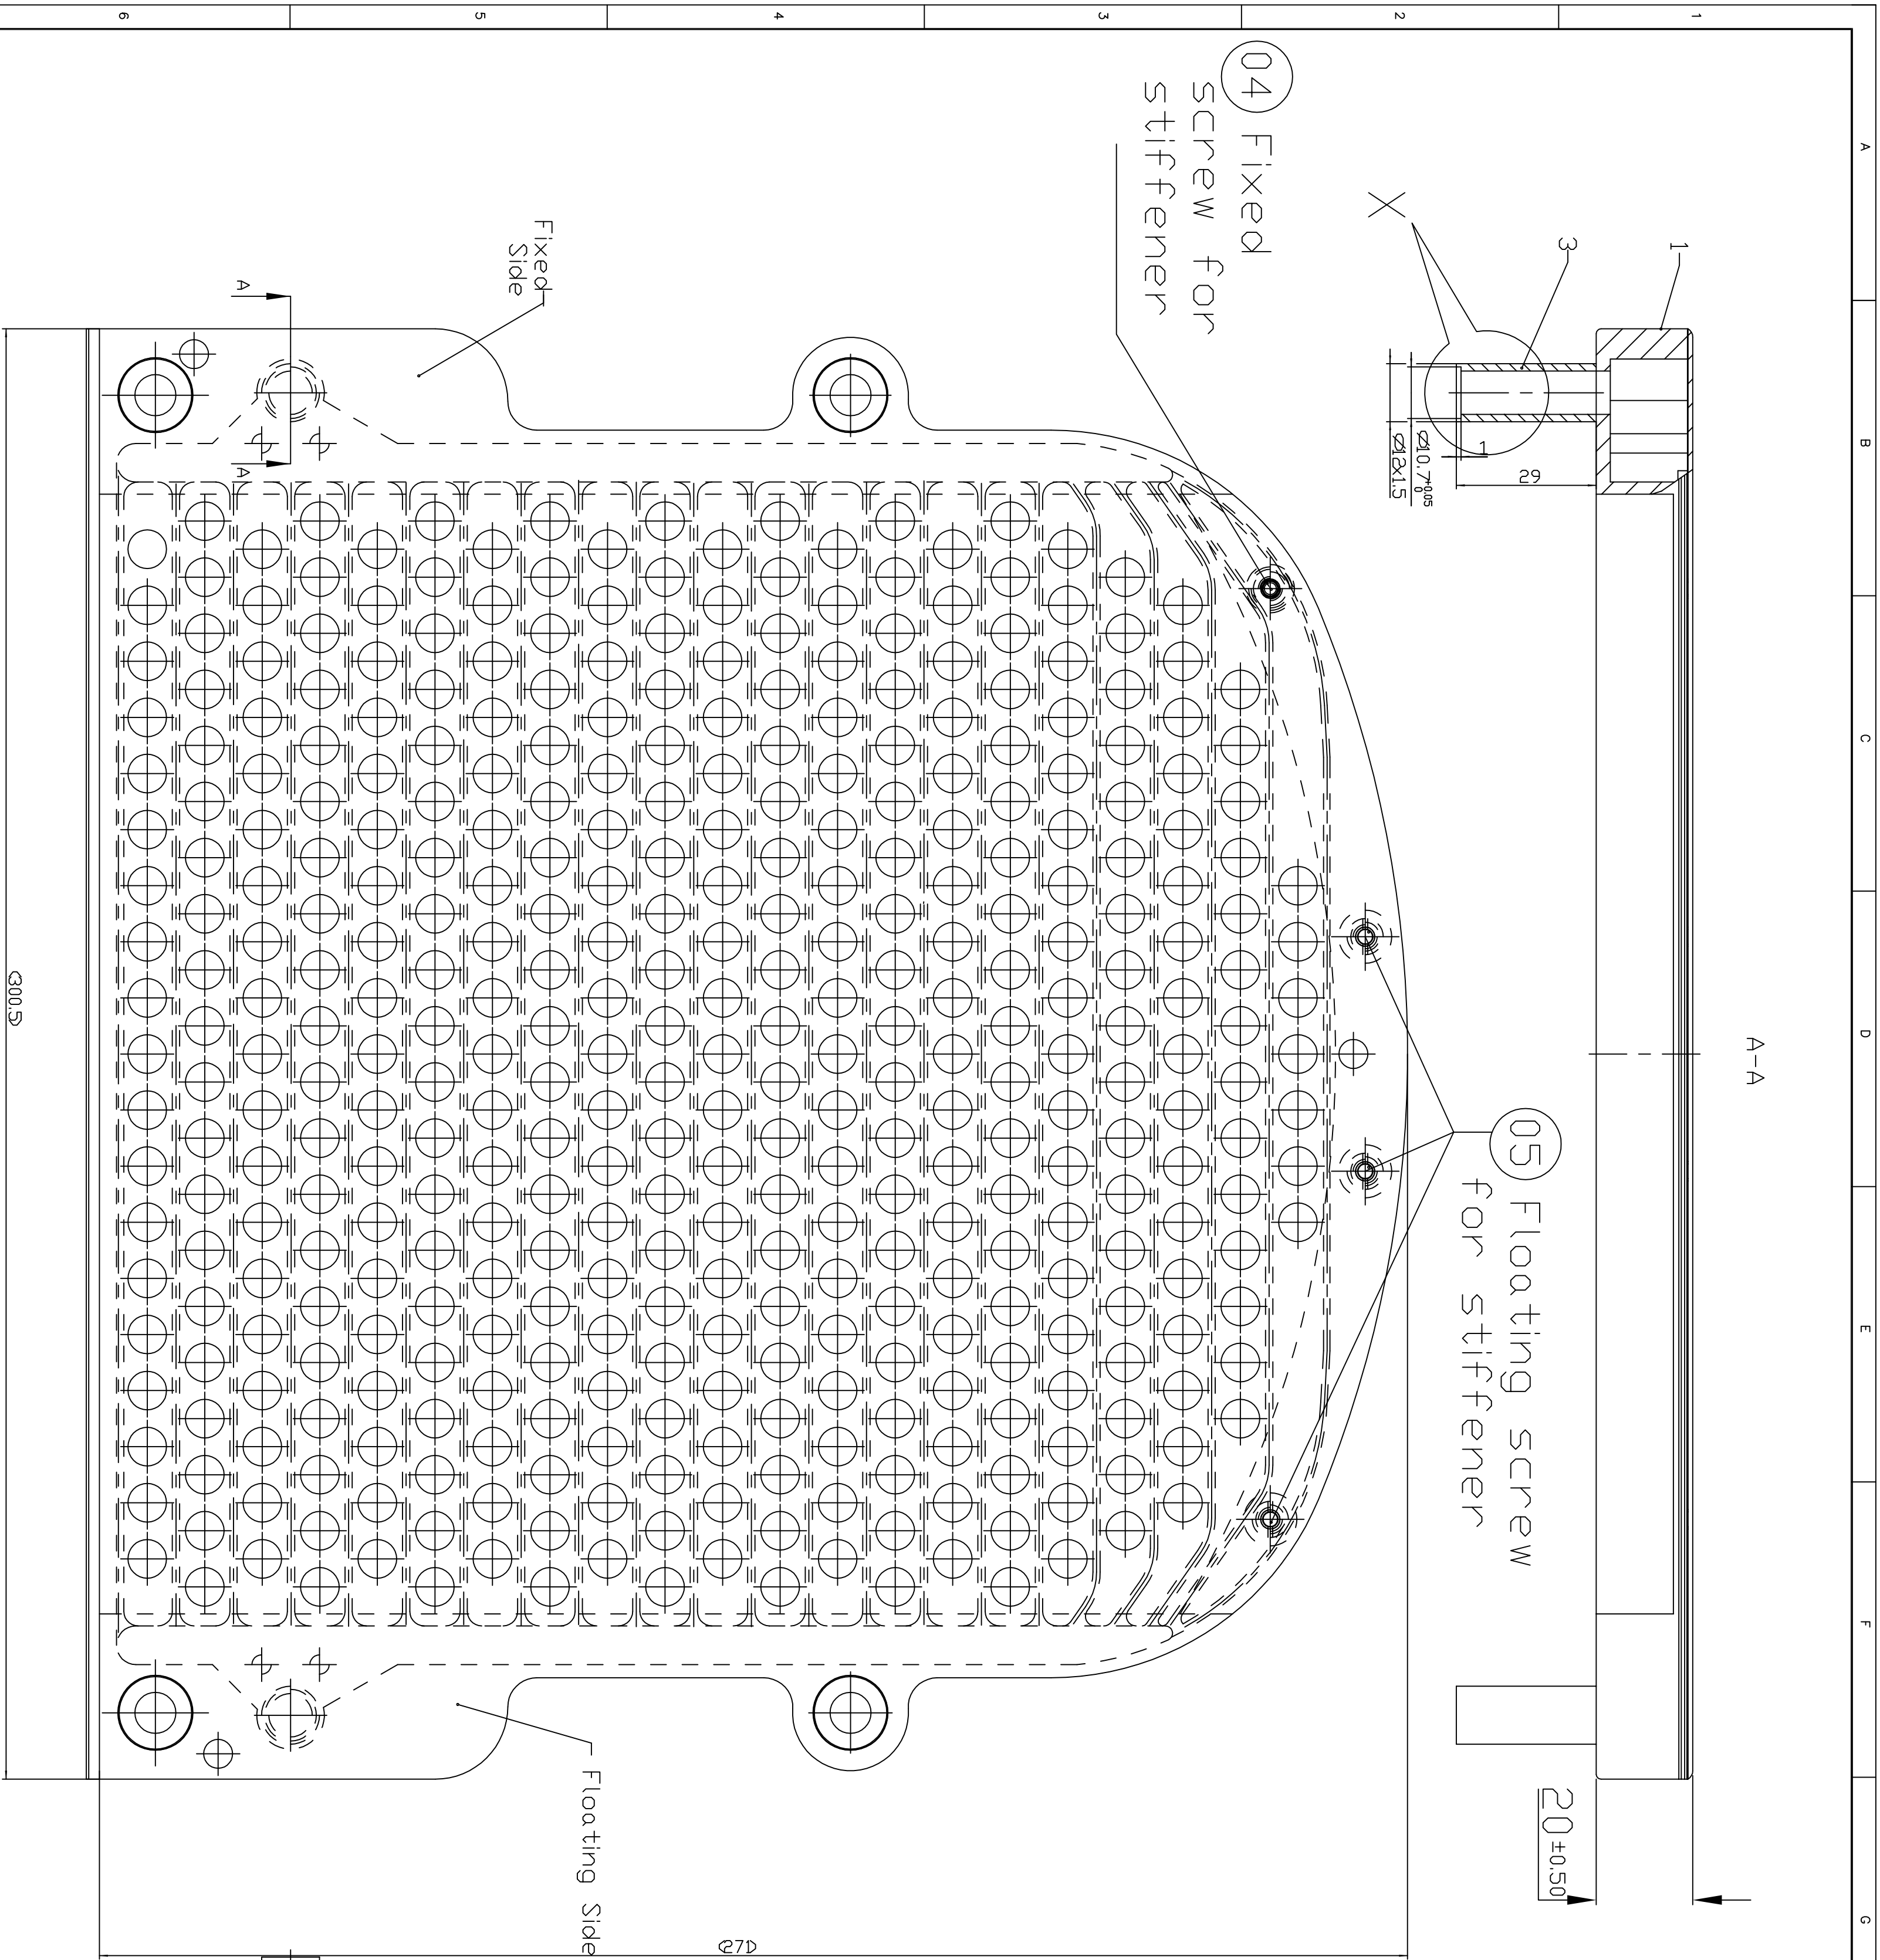 A
B
C
D
E
F
G
1
2
3
4
5
6
A-A
1
3
X
29
1
Ø10.7 +0.05 0
Ø12x1.5
20±0.50
04 Fixed
screw for
stiffener
05 Floating screw
for stiffener
Fixed
Side
Floating Side
A
A
(300.5)
(271)